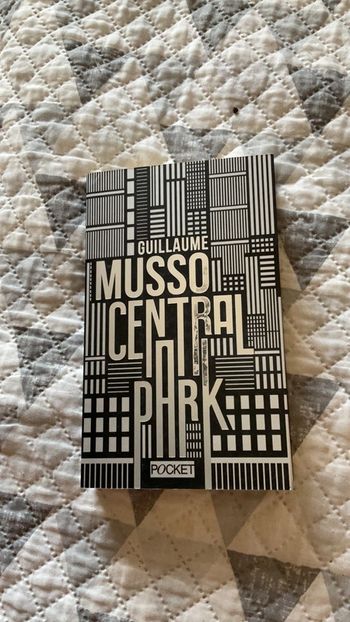 GUILLAUME
MUSSO
CENTRAL
PARK
POCKET